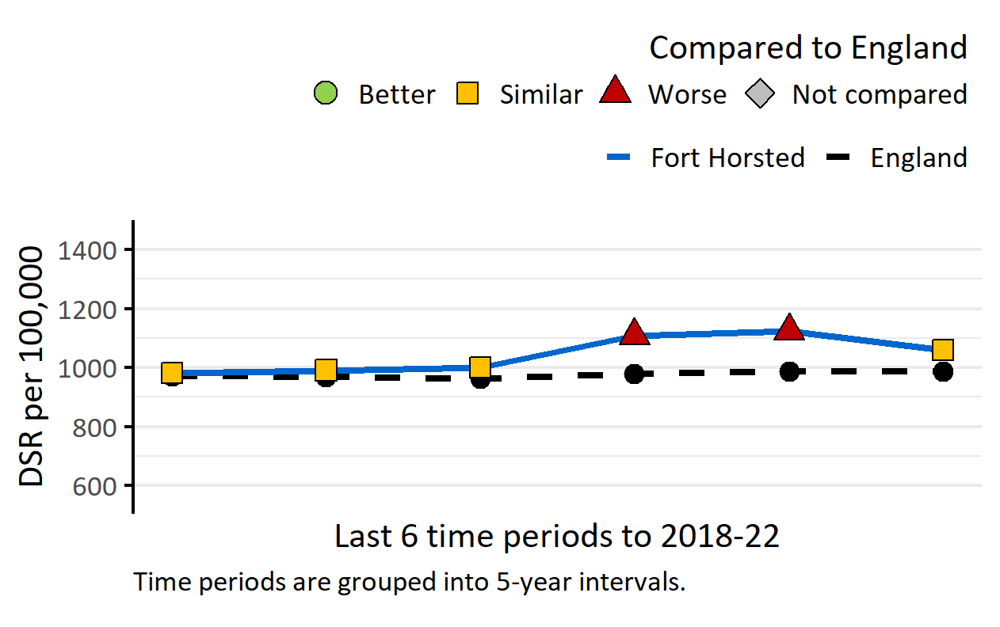 Compared to England
Better Similar Worse Not compared
Fort Horsted England
DSR per 100,000
1400
1200
1000
800
600
Last 6 time periods to 2018-22
Time periods are grouped into 5-year intervals.